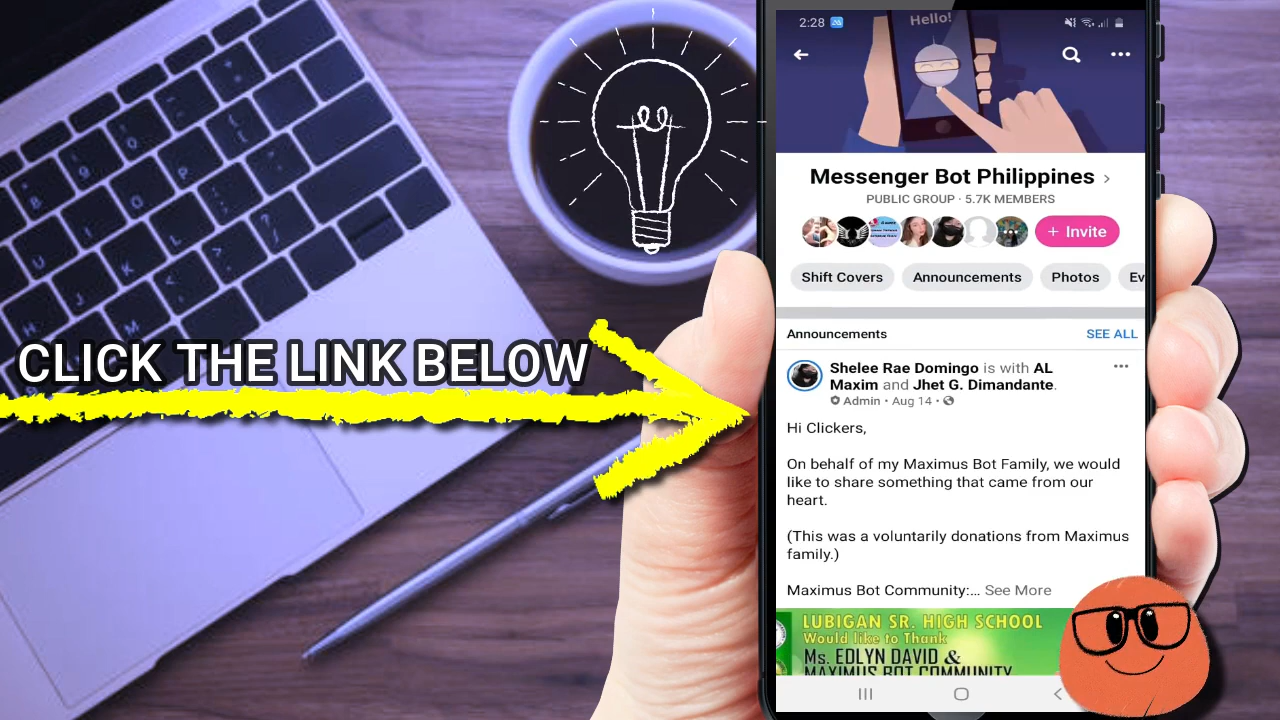 CLICK THE LINK BELOW
2:28
Hello!
Messenger Bot Philippines
PUBLIC GROUP · 5.7K MEMBERS
+ Invite
Shift Covers
Announcements
Photos
Ev
Announcements
SEE ALL
Shelee Rae Domingo is with AL
Maxim and Jhet G. Dimandante.
Admin • Aug 14 •
Hi Clickers,
On behalf of my Maximus Bot Family, we would
like to share something that came from our
heart.
(This was a voluntarily donations from Maximus
family.)
Maximus Bot Community:... See More
LUBIGAN SR. HIGH SCHOOL
Would like to Thank
Ms. EDLYN DAVID &
MAXIMUS BOT COMMUNITY